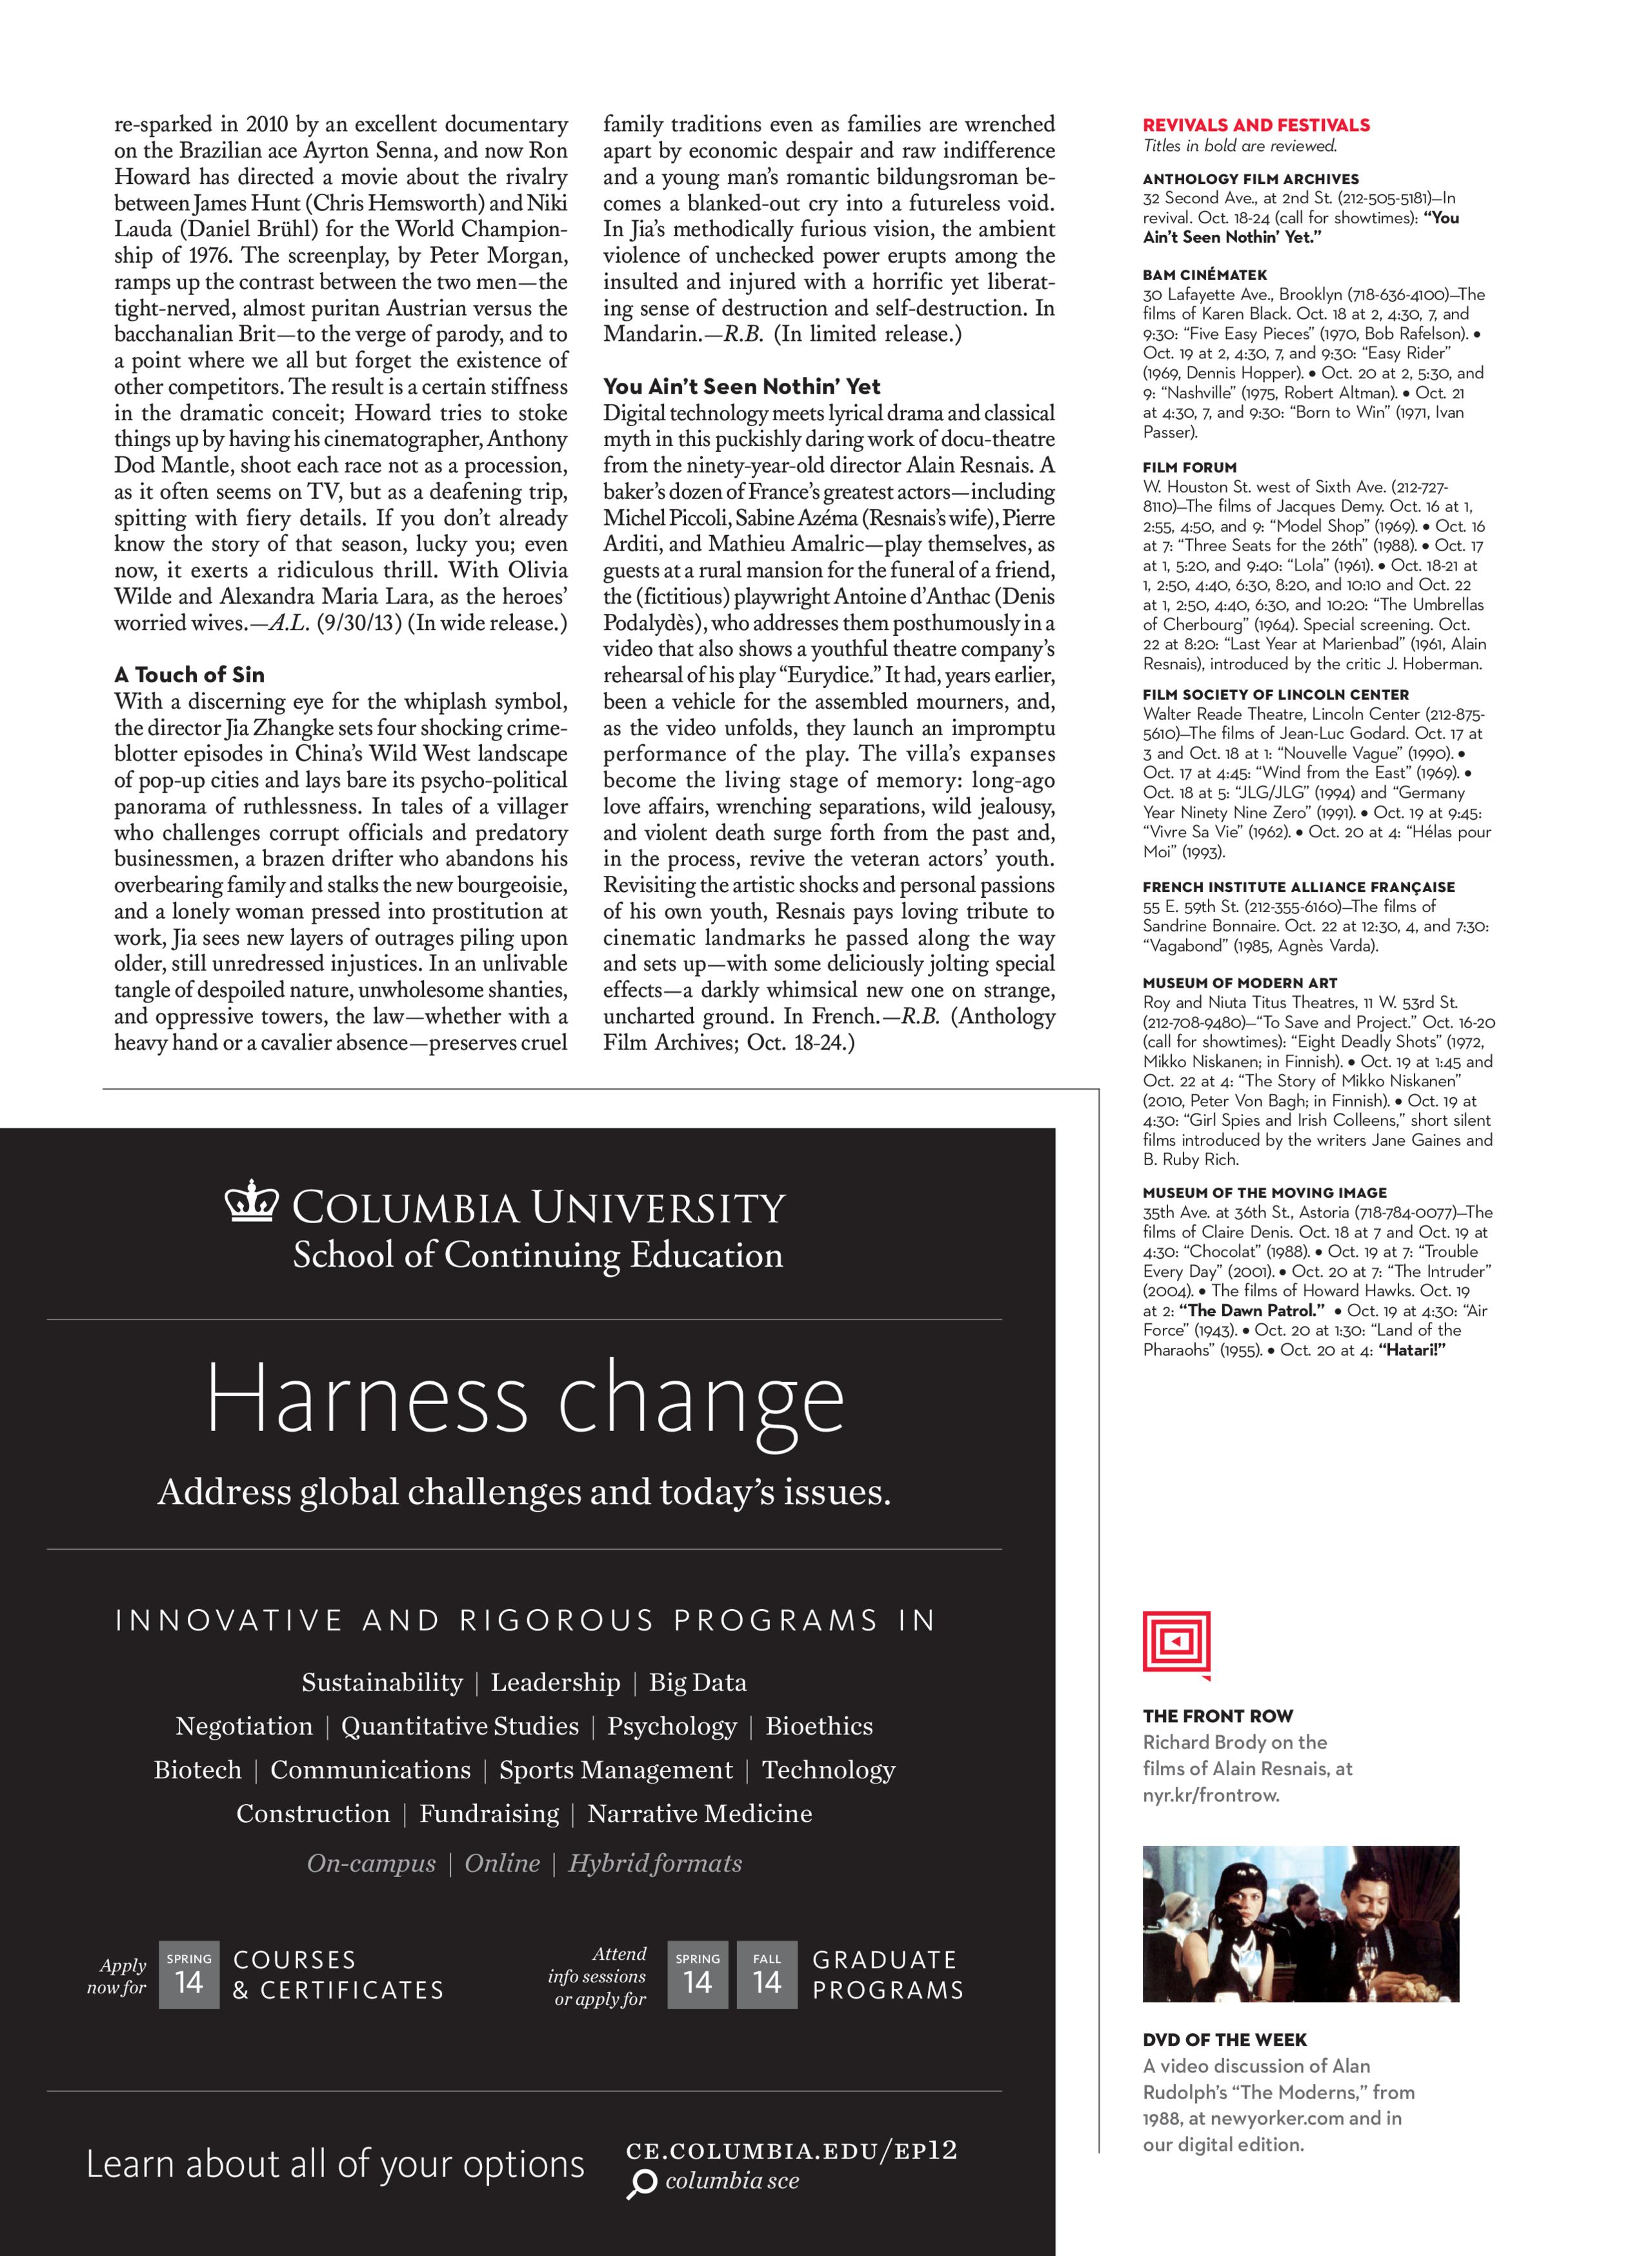 re-sparked in 2010 by an excellent documentary
on the Brazilian ace Ayrton Senna, and now Ron
Howard has directed a movie about the rivalry
between James Hunt (Chris Hemsworth) and Niki
Lauda (Daniel Brühl) for the World Champion-
ship of 1976. The screenplay, by Peter Morgan,
ramps up the contrast between the two men—the
tight-nerved, almost puritan Austrian versus the
bacchanalian Brit—to the verge of parody, and to
a point where we all but forget the existence of
other competitors. The result is a certain stiffness
in the dramatic conceit; Howard tries to stoke
things up by having his cinematographer, Anthony
Dod Mantle, shoot each race not as a procession,
as it often seems on TV, but as a deafening trip,
spitting with fiery details. If you don’t already
know the story of that season, lucky you; even
now, it exerts a ridiculous thrill. With Olivia
Wilde and Alexandra Maria Lara, as the heroes’
worried wives.—A.L. (9/30/13) (In wide release.)
A Touch of Sin
With a discerning eye for the whiplash symbol,
the director Jia Zhangke sets four shocking crime-
blotter episodes in China’s Wild West landscape
of pop-up cities and lays bare its psycho-political
panorama of ruthlessness. In tales of a villager
who challenges corrupt officials and predatory
businessmen, a brazen drifter who abandons his
overbearing family and stalks the new bourgeoisie,
and a lonely woman pressed into prostitution at
work, Jia sees new layers of outrages piling upon
older, still unredressed injustices. In an unlivable
tangle of despoiled nature, unwholesome shanties,
and oppressive towers, the law—whether with a
heavy hand or a cavalier absence—preserves cruel
family traditions even as families are wrenched
apart by economic despair and raw indifference
and a young man’s romantic bildungsroman be-
comes a blanked-out cry into a futureless void.
In Jia’s methodically furious vision, the ambient
violence of unchecked power erupts among the
insulted and injured with a horrific yet liberat-
ing sense of destruction and self-destruction. In
Mandarin.—R.B. (In limited release.)
You Ain’t Seen Nothin’ Yet
Digital technology meets lyrical drama and classical
myth in this puckishly daring work of docu-theatre
from the ninety-year-old director Alain Resnais. A
baker’s dozen of France’s greatest actors—including
Michel Piccoli, Sabine Azéma (Resnais’s wife), Pierre
Arditi, and Mathieu Amalric—play themselves, as
guests at a rural mansion for the funeral of a friend,
the (fictitious) playwright Antoine d’Anthac (Denis
Podalydès), who addresses them posthumously in a
video that also shows a youthful theatre company’s
rehearsal of his play “Eurydice.” It had, years earlier,
been a vehicle for the assembled mourners, and,
as the video unfolds, they launch an impromptu
performance of the play. The villa’s expanses
become the living stage of memory: long-ago
love affairs, wrenching separations, wild jealousy,
and violent death surge forth from the past and,
in the process, revive the veteran actors’ youth.
Revisiting the artistic shocks and personal passions
of his own youth, Resnais pays loving tribute to
cinematic landmarks he passed along the way
and sets up—with some deliciously jolting special
effects—a darkly whimsical new one on strange,
uncharted ground. In French.—R.B. (Anthology
Film Archives; Oct. 18-24.)
REVIVALS AND FESTIVALS
Titles in bold are reviewed.
ANTHOLOGY FILM ARCHIVES
32 Second Ave., at 2nd St. (212-505-5181)—In
revival. Oct. 18-24 (call for showtimes): “You
Ain’t Seen Nothin’ Yet.”
BAM CINÉMATEK
30 Lafayette Ave., Brooklyn (718-636-4100)—The
films of Karen Black. Oct. 18 at 2, 4:30, 7, and
9:30: “Five Easy Pieces” (1970, Bob Rafelson). •
Oct. 19 at 2, 4:30, 7, and 9:30: “Easy Rider”
(1969, Dennis Hopper). • Oct. 20 at 2, 5:30, and
9: “Nashville” (1975, Robert Altman). • Oct. 21
at 4:30, 7, and 9:30: “Born to Win” (1971, Ivan
Passer).
FILM FORUM
W. Houston St. west of Sixth Ave. (212-727-
8110)—The films of Jacques Demy. Oct. 16 at 1,
2:55, 4:50, and 9: “Model Shop” (1969). • Oct. 16
at 7: “Three Seats for the 26th” (1988). • Oct. 17
at 1, 5:20, and 9:40: “Lola” (1961). • Oct. 18-21 at
1, 2:50, 4:40, 6:30, 8:20, and 10:10 and Oct. 22
at 1, 2:50, 4:40, 6:30, and 10:20: “The Umbrellas
of Cherbourg” (1964). Special screening. Oct.
22 at 8:20: “Last Year at Marienbad” (1961, Alain
Resnais), introduced by the critic J. Hoberman.
FILM SOCIETY OF LINCOLN CENTER
Walter Reade Theatre, Lincoln Center (212-875-
5610)—The films of Jean-Luc Godard. Oct. 17 at
3 and Oct. 18 at 1: “Nouvelle Vague” (1990). •
Oct. 17 at 4:45: “Wind from the East” (1969). •
Oct. 18 at 5: “JLG/JLG” (1994) and “Germany
Year Ninety Nine Zero” (1991). • Oct. 19 at 9:45:
“Vivre Sa Vie” (1962). • Oct. 20 at 4: “Hélas pour
Moi” (1993).
FRENCH INSTITUTE ALLIANCE FRANÇAISE
55 E. 59th St. (212-355-6160)—The films of
Sandrine Bonnaire. Oct. 22 at 12:30, 4, and 7:30:
“Vagabond” (1985, Agnès Varda).
MUSEUM OF MODERN ART
Roy and Niuta Titus Theatres, 11 W. 53rd St.
(212-708-9480)—“To Save and Project.” Oct. 16-20
(call for showtimes): “Eight Deadly Shots” (1972,
Mikko Niskanen; in Finnish). • Oct. 19 at 1:45 and
Oct. 22 at 4: “The Story of Mikko Niskanen”
(2010, Peter Von Bagh; in Finnish). • Oct. 19 at
4:30: “Girl Spies and Irish Colleens,” short silent
films introduced by the writers Jane Gaines and
B. Ruby Rich.
MUSEUM OF THE MOVING IMAGE
35th Ave. at 36th St., Astoria (718-784-0077)—The
films of Claire Denis. Oct. 18 at 7 and Oct. 19 at
4:30: “Chocolat” (1988). • Oct. 19 at 7: “Trouble
Every Day” (2001). • Oct. 20 at 7: “The Intruder”
(2004). • The films of Howard Hawks. Oct. 19
at 2: “The Dawn Patrol.” • Oct. 19 at 4:30: “Air
Force” (1943). • Oct. 20 at 1:30: “Land of the
Pharaohs” (1955). • Oct. 20 at 4: “Hatari!”
THE FRONT ROW
Richard Brody on the
films of Alain Resnais, at
nyr.kr/frontrow.
DVD OF THE WEEK
A video discussion of Alan
Rudolph’s “The Moderns,” from
1988, at newyorker.com and in
our digital edition.
COLUMBIA UNIVERSITY
School of Continuing Education
Harness change
Address global challenges and today’s issues.
INNOVATIVE AND RIGOROUS PROGRAMS IN
Sustainability | Leadership | Big Data
Negotiation | Quantitative Studies | Psychology | Bioethics
Biotech | Communications | Sports Management | Technology
Construction | Fundraising | Narrative Medicine
On-campus | Online | Hybrid formats
Apply
now for
SPRING
14
COURSES
& CERTIFICATES
Attend
info sessions
or apply for
SPRING
14
FALL
14
GRADUATE
PROGRAMS
Learn about all of your options
CE.COLUMBIA.EDU/EP12
columbia sce